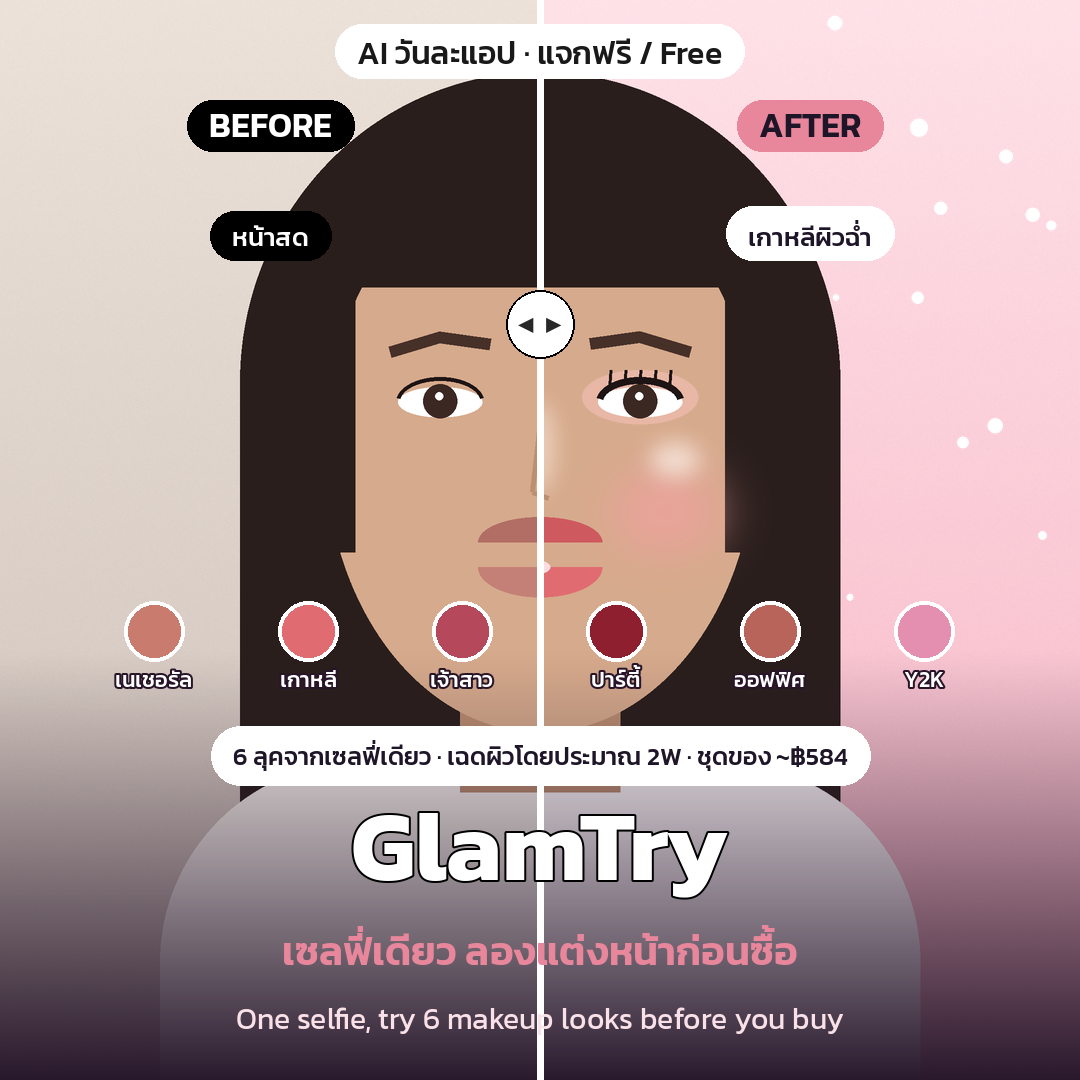 AI วันละแอป · แจกฟรี / Free
BEFORE
AFTER
หน้าสด
เกาหลีผิวฉ่ำ
เนเชอรัล
เกาหลี
เจ้าสาว
ปาร์ตี้
ออฟฟิศ
Y2K
6 ลุคจากเซลฟี่เดียว · เฉดผิวโดยประมาณ 2W · ชุดของ ~฿584
GlamTry
เซลฟี่เดียว ลองแต่งหน้าก่อนซื้อ
One selfie, try 6 makeup looks before you buy